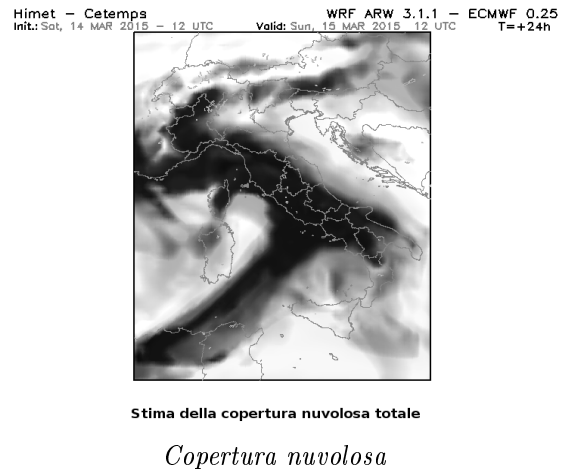 Himet – Cetemps WRF ARW 3.1.1 – ECMWF 0.25
Init.: Sat, 14 MAR 2015 – 12 UTC Valid: Sun, 15 MAR 2015 12 UTC T=+24h
Stima della copertura nuvolosa totale
Copertura nuvolosa